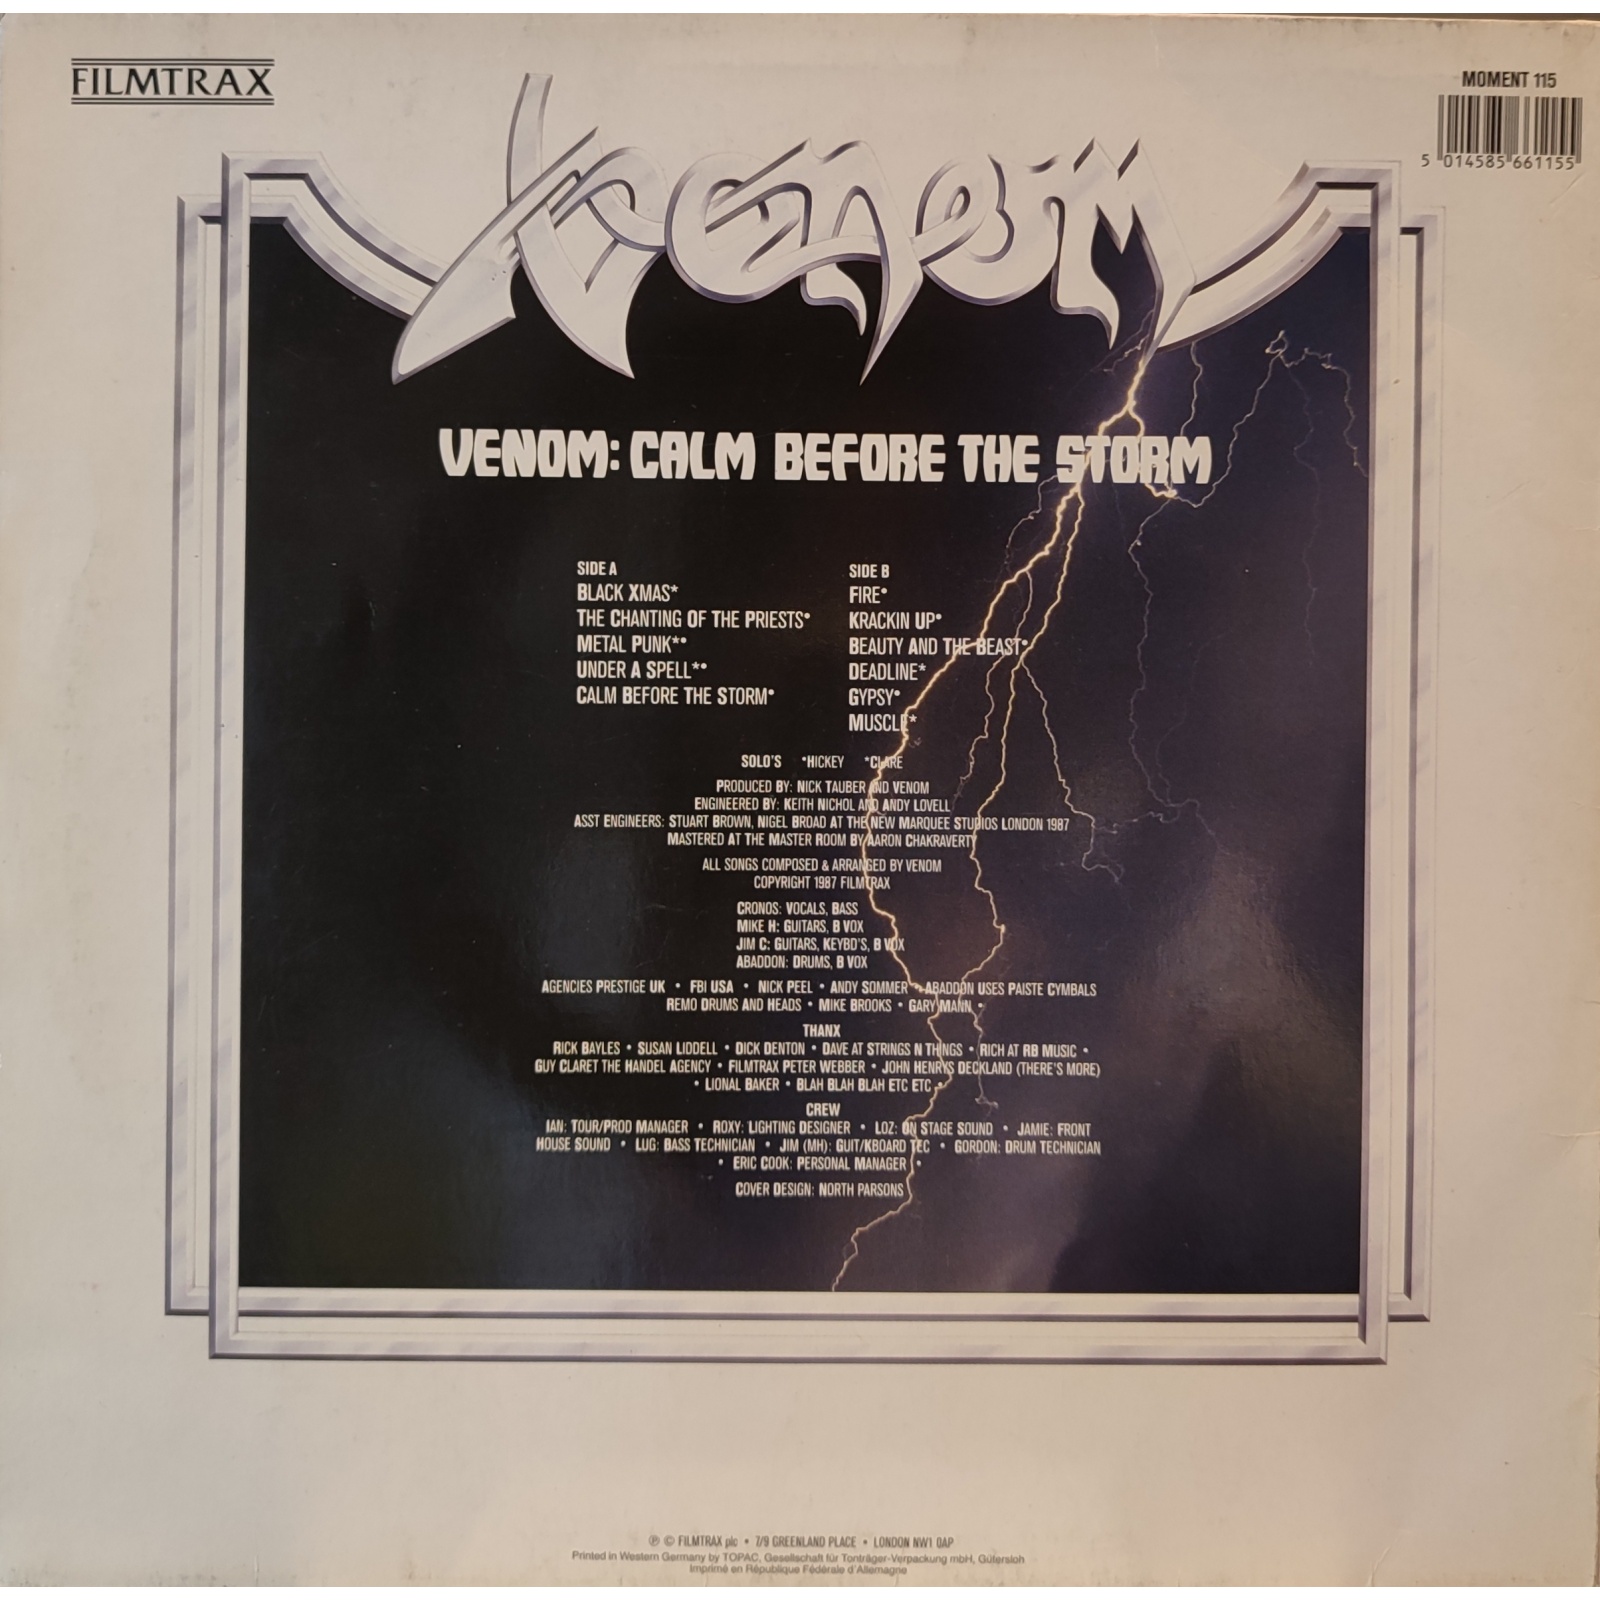 FILMTRAX
MOMENT 115
5 014585 661155
VENOM
VENOM: CALM BEFORE THE STORM
SIDE A
BLACK XMAS*
THE CHANTING OF THE PRIESTS•
METAL PUNK*•
UNDER A SPELL*•
CALM BEFORE THE STORM•
SIDE B
FIRE•
KRACKIN UP•
BEAUTY AND THE BEAST•
DEADLINE*
GYPSY•
MUSCLE*
SOLO'S •HICKEY *CLARE
PRODUCED BY: NICK TAUBER AND VENOM
ENGINEERED BY: KEITH NICHOL AND ANDY LOVELL
ASST ENGINEERS: STUART BROWN, NIGEL BROAD AT THE NEW MARQUEE STUDIOS LONDON 1987
MASTERED AT THE MASTER ROOM BY AARON CHAKRAVERTY
ALL SONGS COMPOSED & ARRANGED BY VENOM
COPYRIGHT 1987 FILMTRAX
CRONOS: VOCALS, BASS
MIKE H: GUITARS, B VOX
JIM C: GUITARS, KEYBD'S, B VOX
ABADDON: DRUMS, B VOX
AGENCIES PRESTIGE UK • FBI USA • NICK PEEL • ANDY SOMMER • ABADDON USES PAISTE CYMBALS
REMO DRUMS AND HEADS • MIKE BROOKS • GARY MANN •
THANX
RICK BAYLES • SUSAN LIDDELL • DICK DENTON • DAVE AT STRINGS N THINGS • RICH AT RB MUSIC •
GUY CLARET THE HANDEL AGENCY • FILMTRAX PETER WEBBER • JOHN HENRYS DECKLAND (THERE'S MORE)
• LIONAL BAKER • BLAH BLAH BLAH ETC ETC •
CREW
IAN: TOUR/PROD MANAGER • ROXY: LIGHTING DESIGNER • LOZ: ON STAGE SOUND • JAMIE: FRONT
HOUSE SOUND • LUG: BASS TECHNICIAN • JIM (MH): GUIT/KBOARD TEC • GORDON: DRUM TECHNICIAN
• ERIC COOK: PERSONAL MANAGER •
COVER DESIGN: NORTH PARSONS
℗ © FILMTRAX plc • 7/9 GREENLAND PLACE • LONDON NW1 0AP
Printed in Western Germany by TOPAC, Gesellschaft für Tonträger-Verpackung mbH, Gütersloh
Imprimé en République Fédérale d'Allemagne